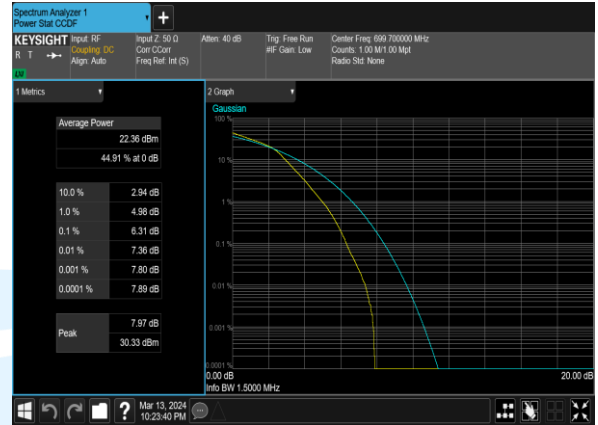 Spectrum Analyzer 1
Power Stat CCDF
+
KEYSIGHT Input: RF Input Z: 50 Ω Atten: 40 dB Trig: Free Run Center Freq: 699.700000 MHz
R T Coupling: DC Corr CCorr #IF Gain: Low Counts: 1.00 M/1.00 Mpt
Align: Auto Freq Ref: Int (S) Radio Std: None
LXI
1 Metrics
2 Graph
Average Power
22.36 dBm
44.91 % at 0 dB
10.0 % 2.94 dB
1.0 % 4.98 dB
0.1 % 6.31 dB
0.01 % 7.36 dB
0.001 % 7.80 dB
0.0001 % 7.89 dB
Peak 7.97 dB
30.33 dBm
Gaussian
100 %
10 %
1 %
0.1 %
0.01 %
0.001 %
0.0001 %
0.00 dB 20.00 dB
Info BW 1.5000 MHz
?
Mar 13, 2024
10:23:40 PM